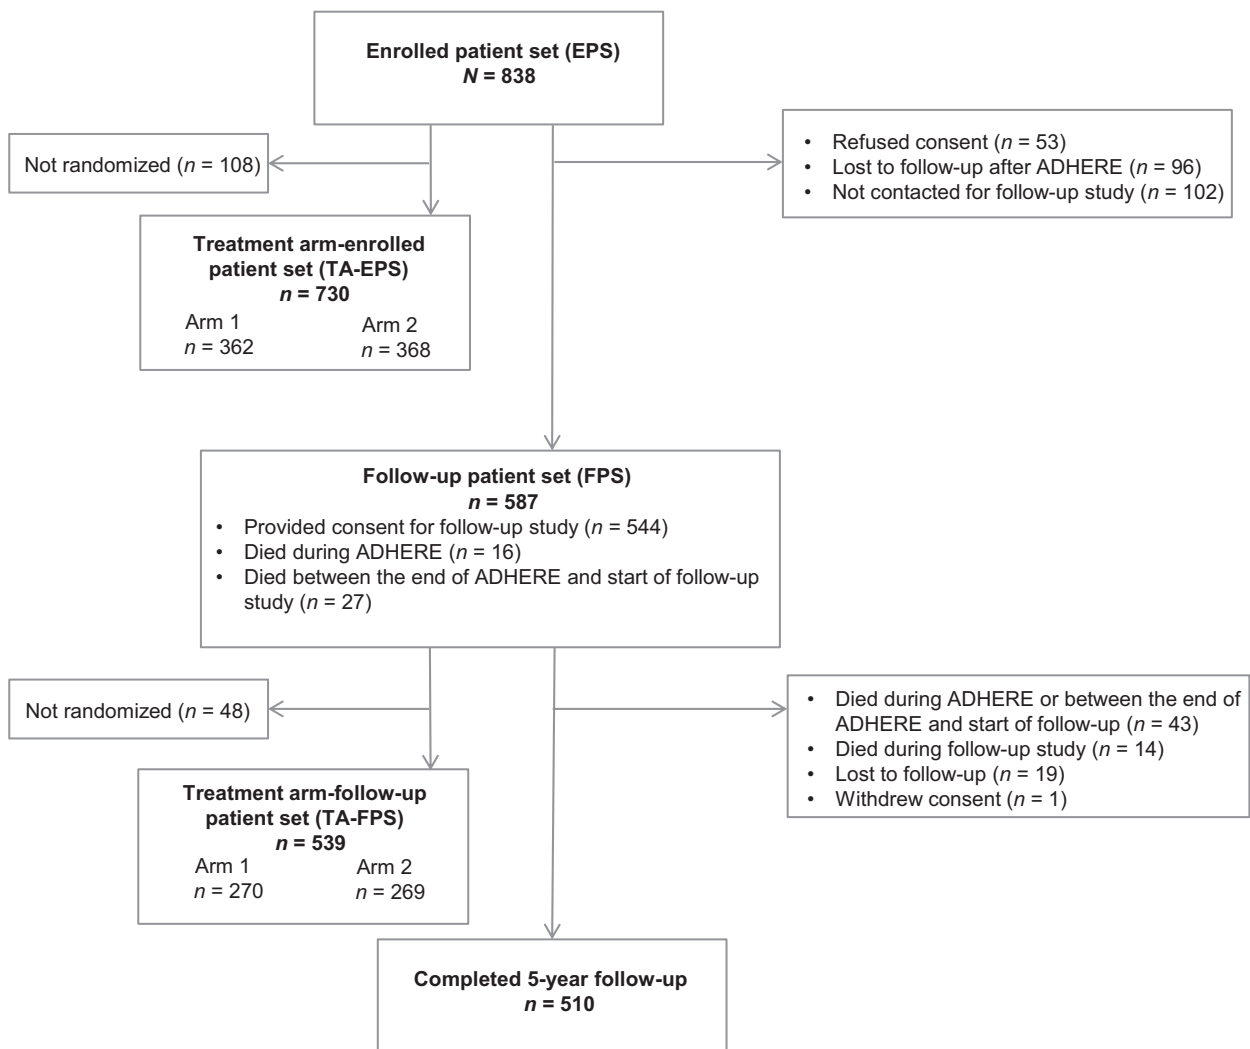 Enrolled patient set (EPS)
N = 838
Not randomized (n = 108)
• Refused consent (n = 53)
• Lost to follow-up after ADHERE (n = 96)
• Not contacted for follow-up study (n = 102)
Treatment arm-enrolled
patient set (TA-EPS)
n = 730
Arm 1
n = 362
Arm 2
n = 368
Follow-up patient set (FPS)
n = 587
• Provided consent for follow-up study (n = 544)
• Died during ADHERE (n = 16)
• Died between the end of ADHERE and start of follow-up
study (n = 27)
Not randomized (n = 48)
• Died during ADHERE or between the end of
ADHERE and start of follow-up (n = 43)
• Died during follow-up study (n = 14)
• Lost to follow-up (n = 19)
• Withdrew consent (n = 1)
Treatment arm-follow-up
patient set (TA-FPS)
n = 539
Arm 1
n = 270
Arm 2
n = 269
Completed 5-year follow-up
n = 510